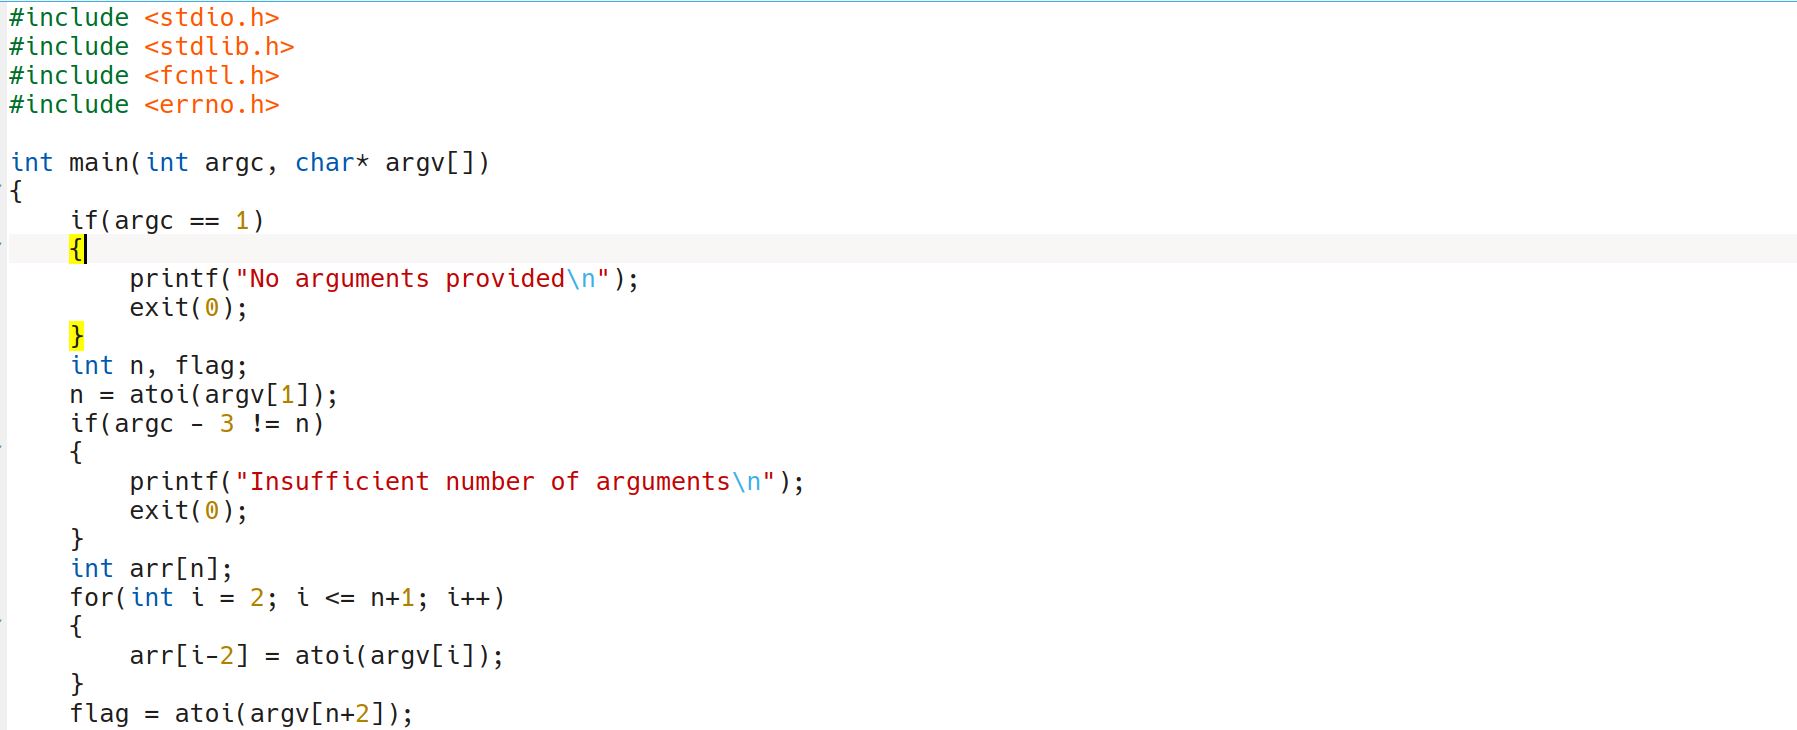 #include <stdio.h>
#include <stdlib.h>
#include <fcntl.h>
#include <errno.h>

int main(int argc, char* argv[])
{
    if(argc == 1)
    {
        printf("No arguments provided\n");
        exit(0);
    }
    int n, flag;
    n = atoi(argv[1]);
    if(argc - 3 != n)
    {
        printf("Insufficient number of arguments\n");
        exit(0);
    }
    int arr[n];
    for(int i = 2; i <= n+1; i++)
    {
        arr[i-2] = atoi(argv[i]);
    }
    flag = atoi(argv[n+2]);